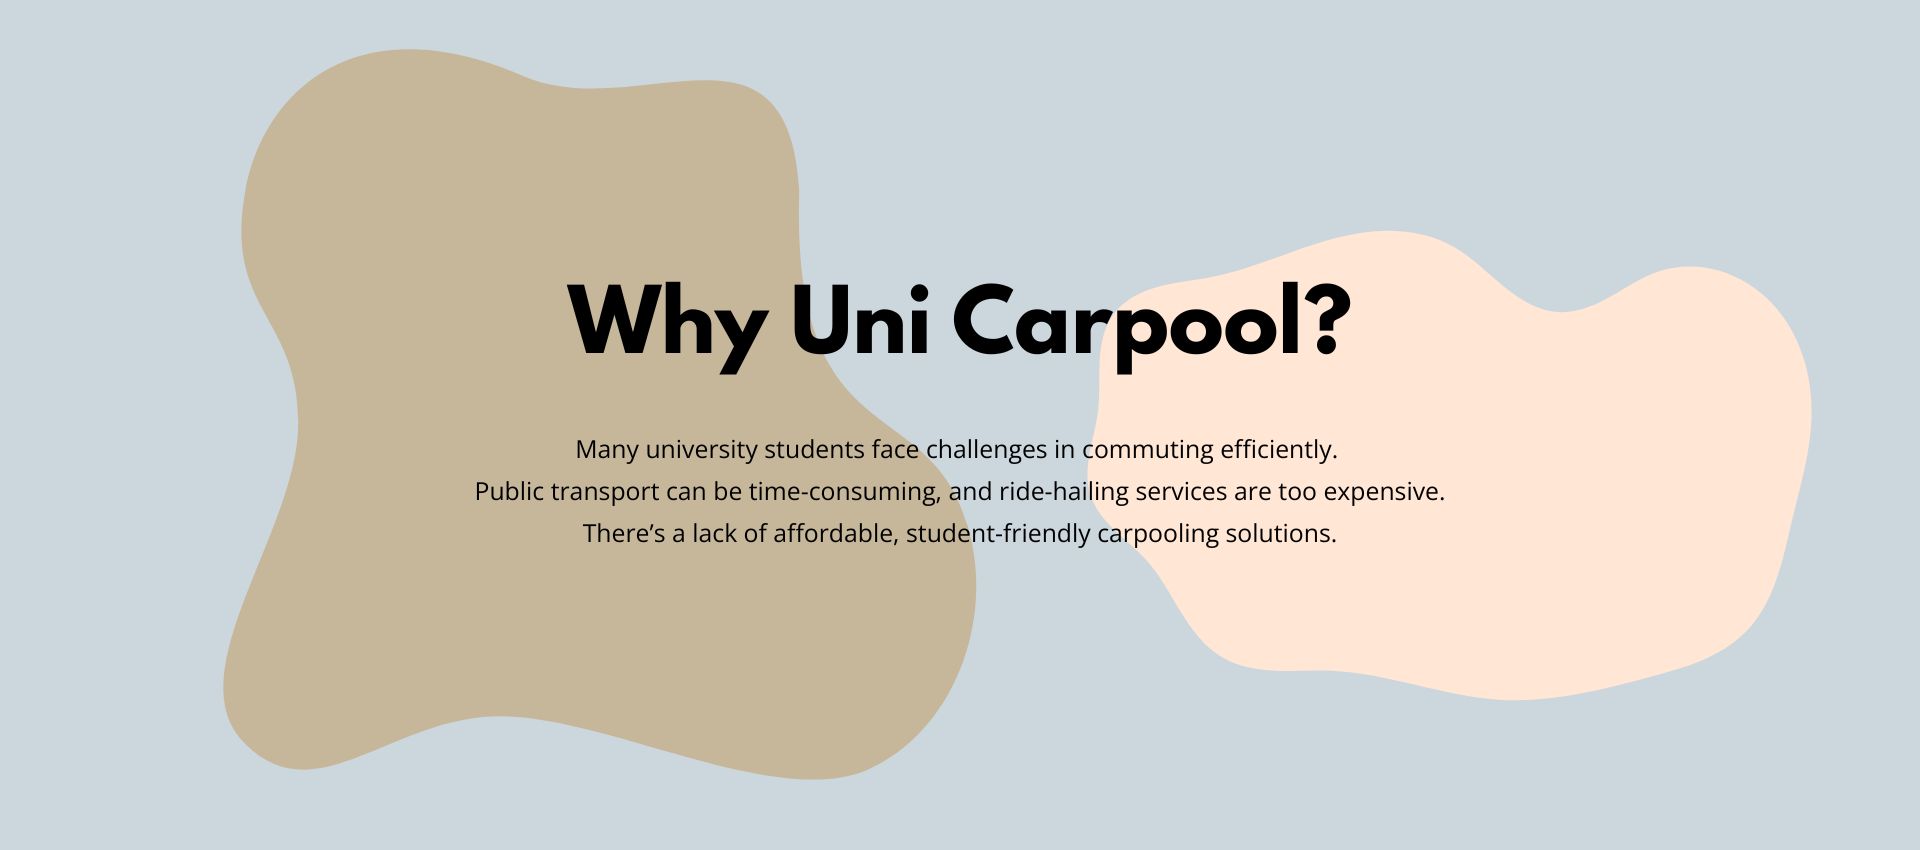 Why Uni Carpool?
Many university students face challenges in commuting efficiently.
Public transport can be time-consuming, and ride-hailing services are too expensive.
There’s a lack of affordable, student-friendly carpooling solutions.